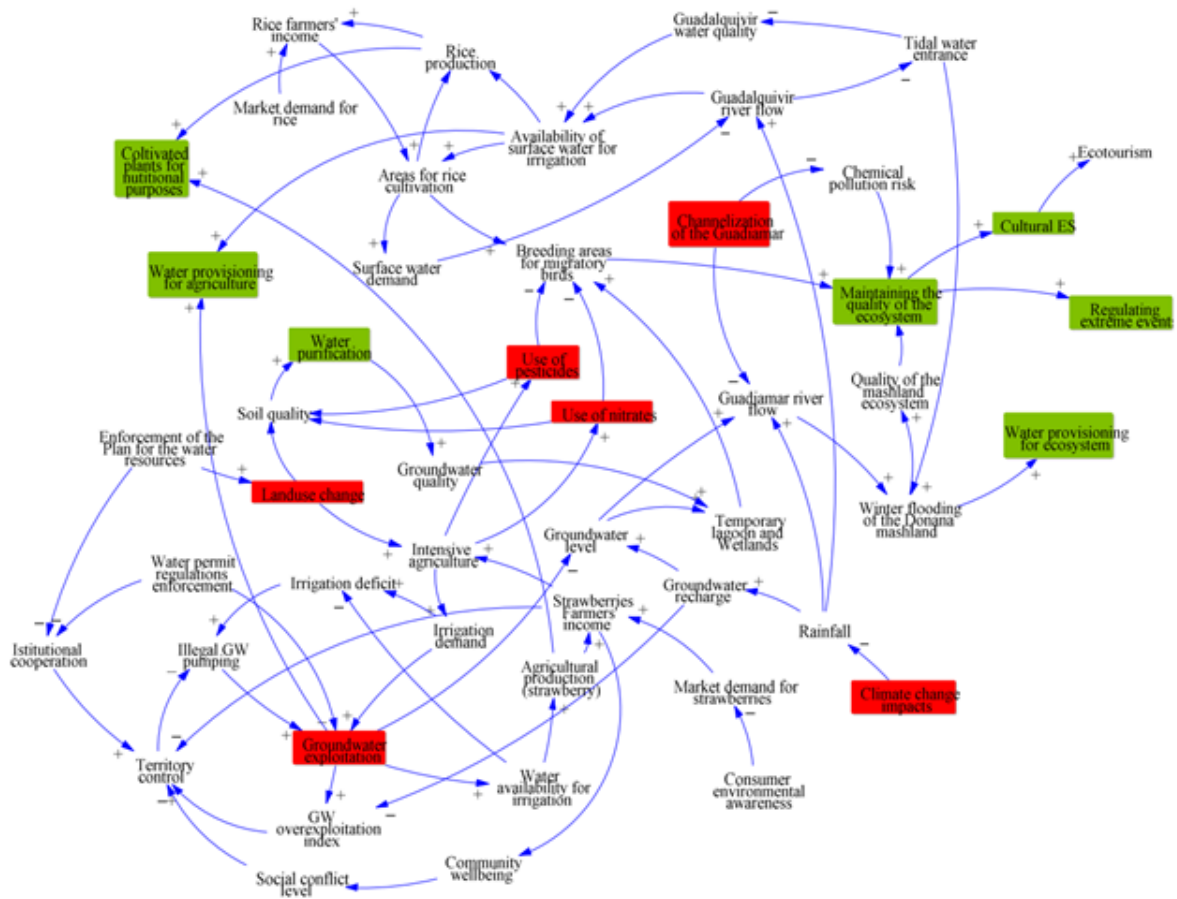 Rice farmers'
income
Rice
production
Market demand for
rice
Guadalquivir
water quality
Tidal water
entrance
Guadalquivir
river flow
Availability of
surface water for
irrigation
Coltivated
plants for
nutitional
purposes
Areas for rice
cultivation
Ecotourism
Chemical
pollution risk
Channelization
of the Guadiamar
Cultural ES
Water provisioning
for agriculture
Surface water
demand
Breeding areas
for migratory
birds
Maintaining the
quality of the
ecosystem
Regulating
extreme event
Water
purification
Use of
pesticides
Quality of the
mashland
ecosystem
Soil quality
Use of nitrates
Guadiamar river
flow
Water provisioning
for ecosystem
Enforcement of the
Plan for the water
resources
Groundwater
quality
Landuse change
Temporary
lagoon and
Wetlands
Winter flooding
of the Donana
mashland
Groundwater
level
Intensive
agriculture
Water permit
regulations
enforcement
Irrigation deficit
Groundwater
recharge
Strawberries
Farmers'
income
Irrigation
demand
Rainfall
Istitutional
cooperation
Illegal GW
pumping
Agricultural
production
(strawberry)
Market demand for
strawberries
Climate change
impacts
Groundwater
exploitation
Territory
control
Water
availability for
irrigation
Consumer
environmental
awareness
GW
overexploitation
index
Community
wellbeing
Social conflict
level